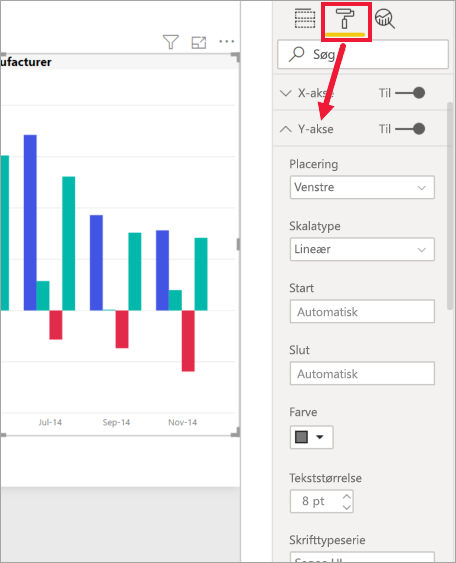 ufacturer
Jul-14
Sep-14
Nov-14
Søg
X-akse Til
Y-akse Til
Placering
Venstre
Skalatype
Lineær
Start
Automatisk
Slut
Automatisk
Farve
Tekststørrelse
8 pt
Skrifttypeserie